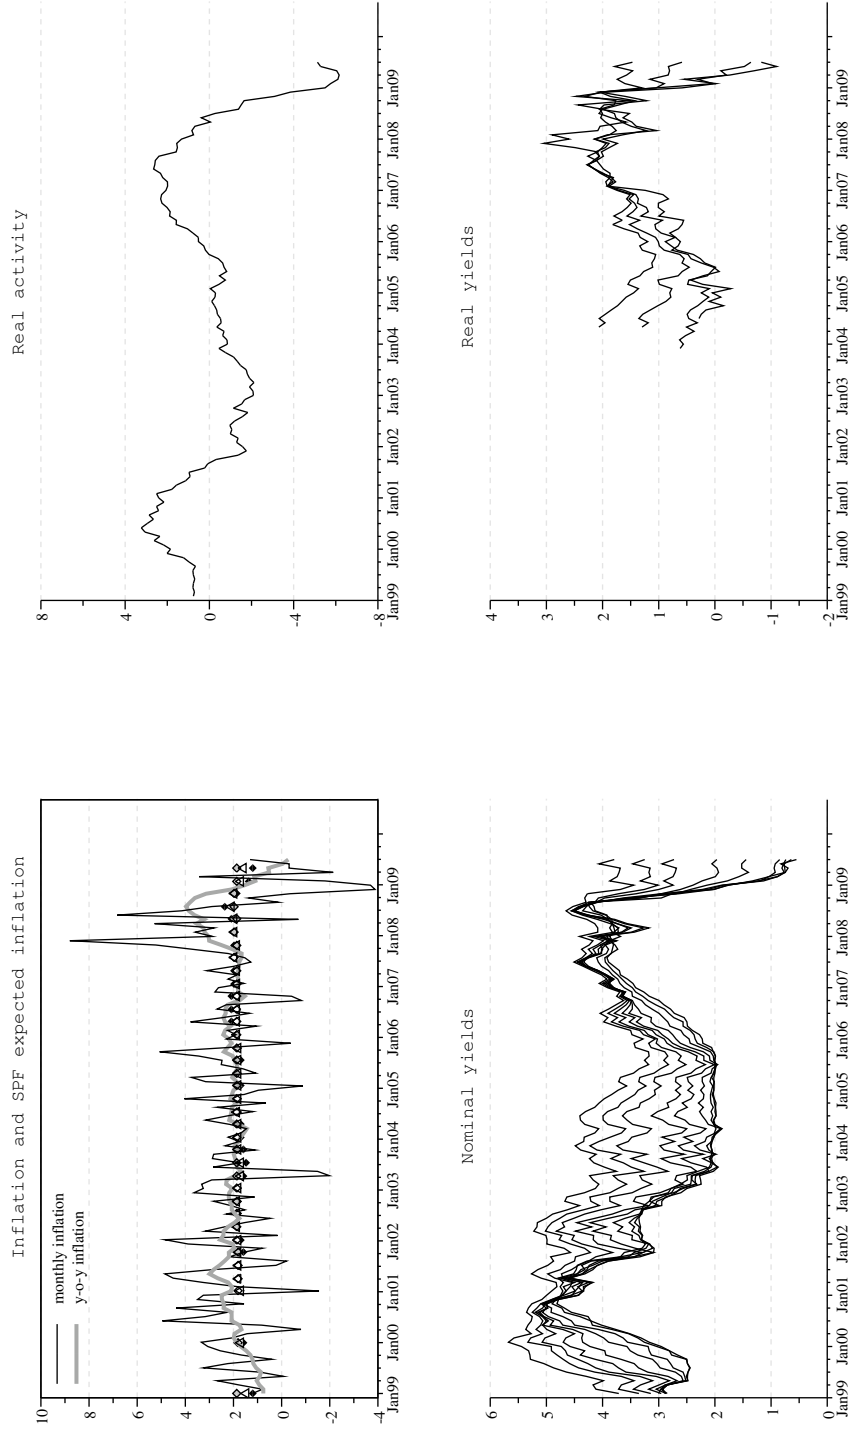 Inflation and SPF expected inflation
monthly inflation
y-o-y inflation
10
8
6
4
2
0
-2
-4
Jan99
Jan00
Jan01
Jan02
Jan03
Jan04
Jan05
Jan06
Jan07
Jan08
Jan09
Real activity
8
4
0
-4
-8
Jan99
Jan00
Jan01
Jan02
Jan03
Jan04
Jan05
Jan06
Jan07
Jan08
Jan09
Nominal yields
6
5
4
3
2
1
0
Jan99
Jan00
Jan01
Jan02
Jan03
Jan04
Jan05
Jan06
Jan07
Jan08
Jan09
Real yields
4
3
2
1
0
-1
-2
Jan99
Jan00
Jan01
Jan02
Jan03
Jan04
Jan05
Jan06
Jan07
Jan08
Jan09